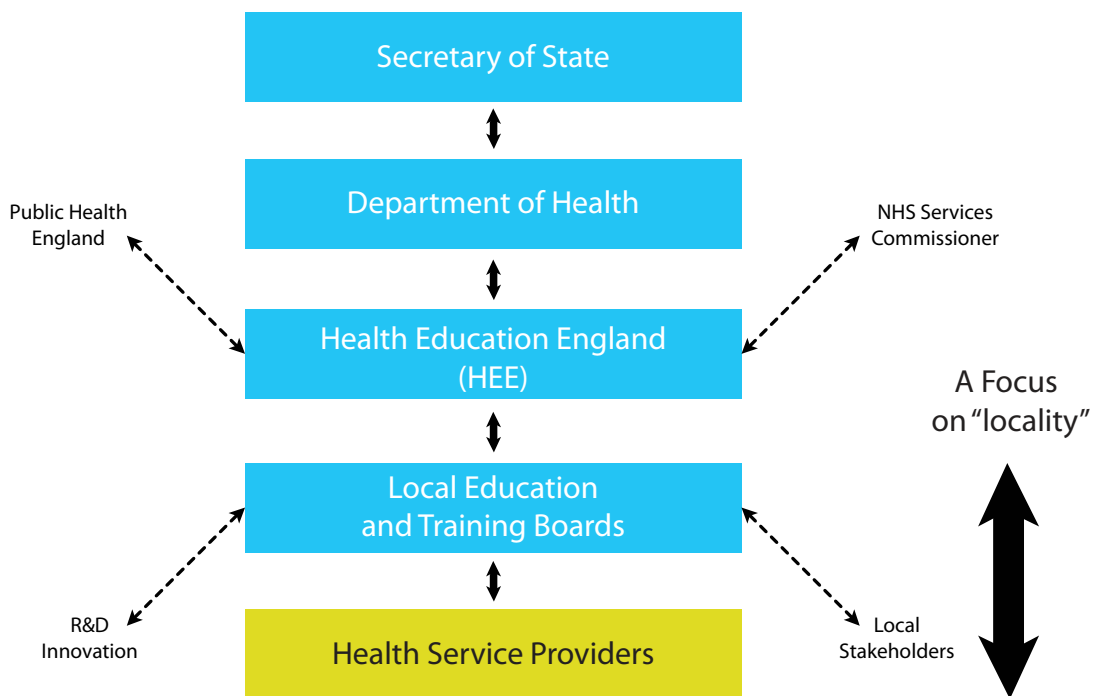 Secretary of State
Department of Health
Public Health
England
NHS Services
Commissioner
Health Education England
(HEE)
A Focus
on “locality”
Local Education
and Training Boards
R&D
Innovation
Health Service Providers
Local
Stakeholders